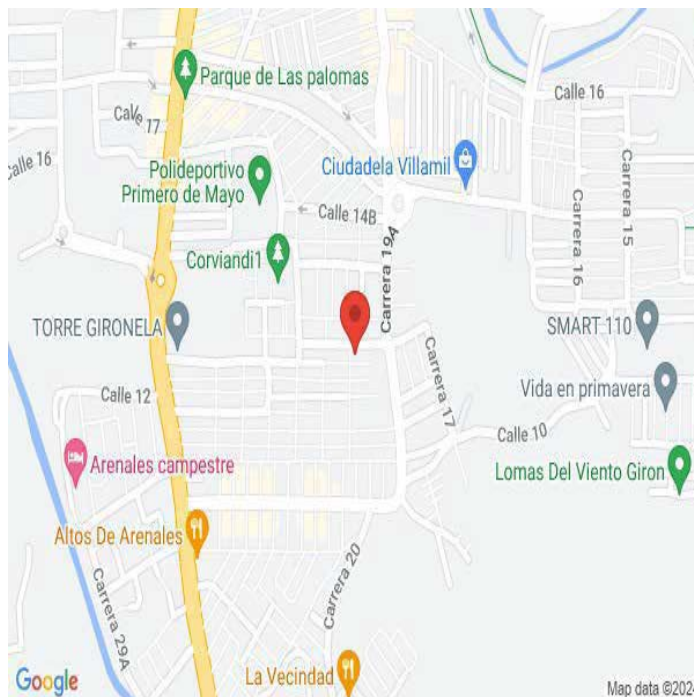 Parque de Las palomas
Calle 16
Calle 17
Calle 16
Polideportivo
Primero de Mayo
Ciudadela Villamil
Calle 14B
Carrera 15
Carrera 16
Carrera 19A
Corviandi1
TORRE GIRONELA
SMART 110
Carrera 17
Vida en primavera
Calle 12
Calle 10
Arenales campestre
Lomas Del Viento Giron
Altos De Arenales
Carrera 20
Carrera 29A
La Vecindad
Google
Map data ©202